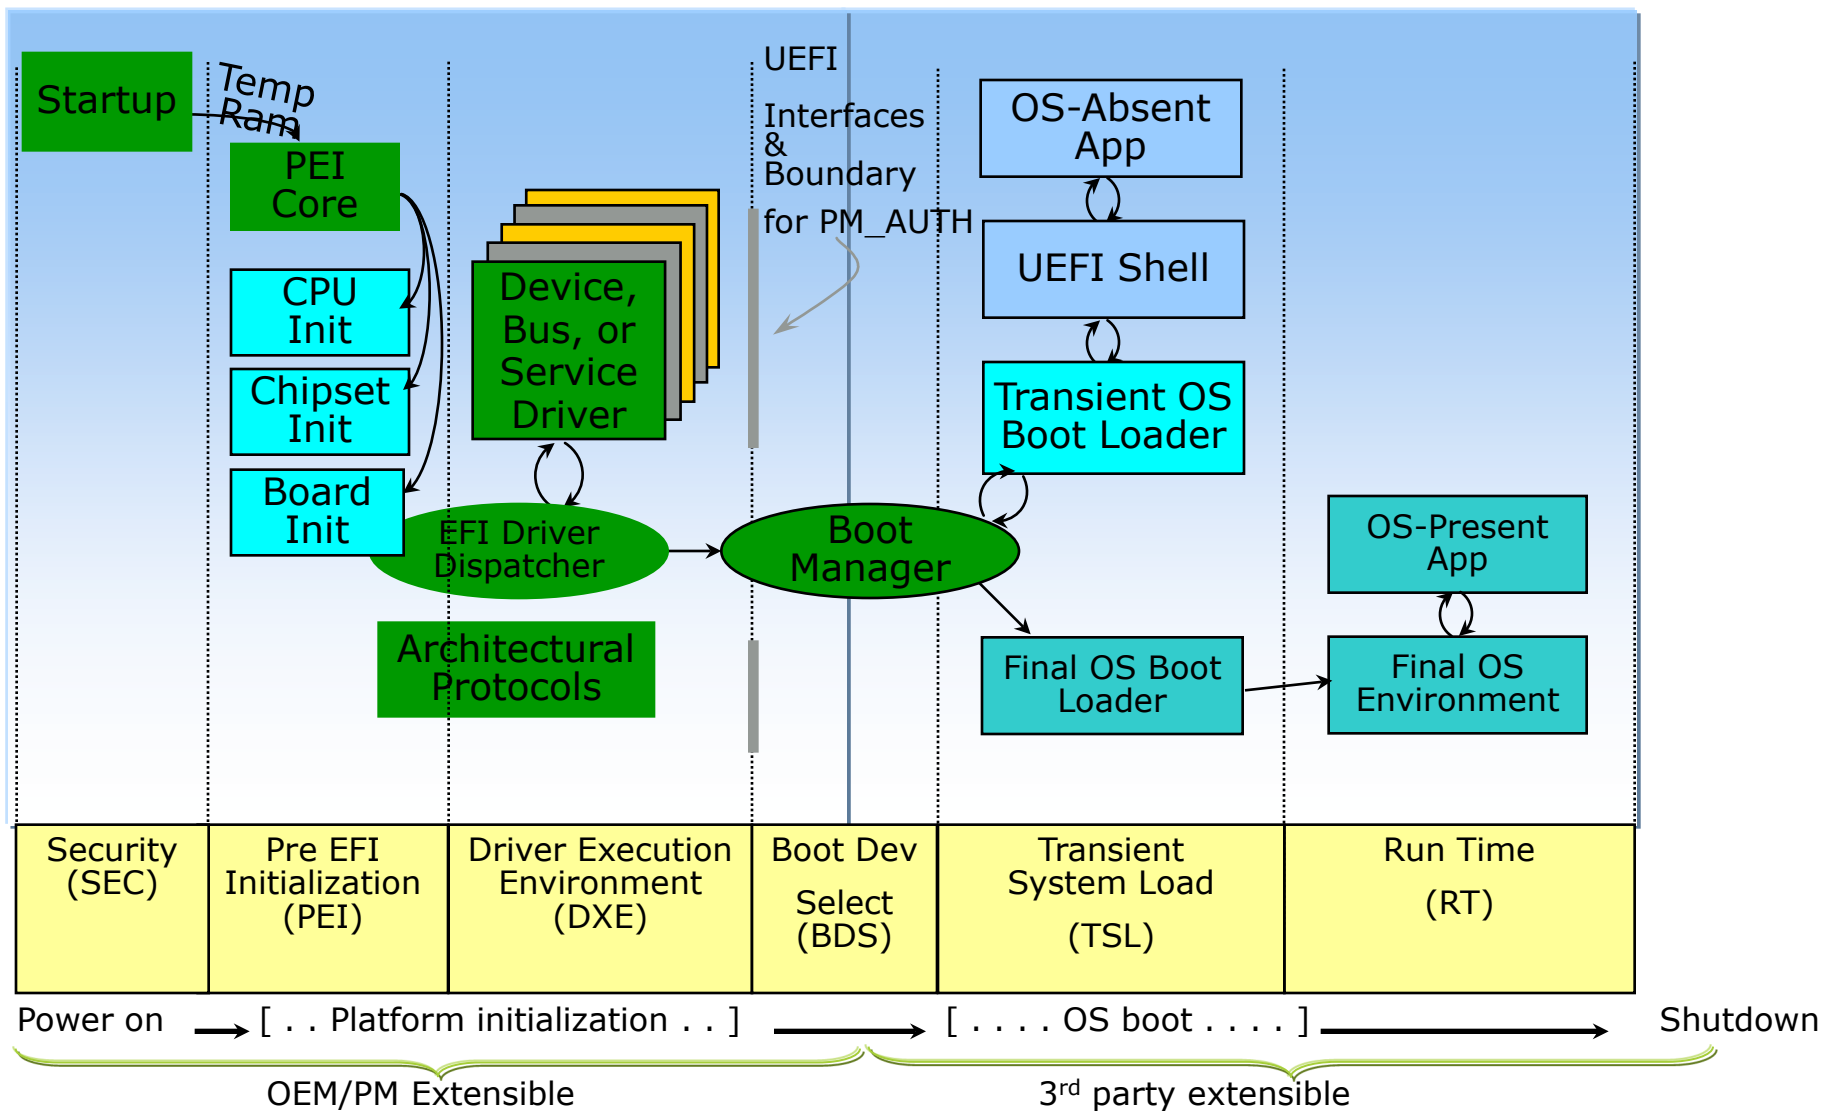 Startup
Temp
Ram
PEI
Core
CPU
Init
Chipset
Init
Board
Init
Device,
Bus, or
Service
Driver
EFI Driver
Dispatcher
Architectural
Protocols
UEFI
Interfaces
&
Boundary
for PM_AUTH
Boot
Manager
OS-Absent
App
UEFI Shell
Transient OS
Boot Loader
Final OS Boot
Loader
OS-Present
App
Final OS
Environment
Security
(SEC)
Pre EFI
Initialization
(PEI)
Driver Execution
Environment
(DXE)
Boot Dev
Select
(BDS)
Transient
System Load
(TSL)
Run Time
(RT)
Power on
[ . . Platform initialization . . ]
[ . . . . OS boot . . . . ]
Shutdown
OEM/PM Extensible
3rd party extensible